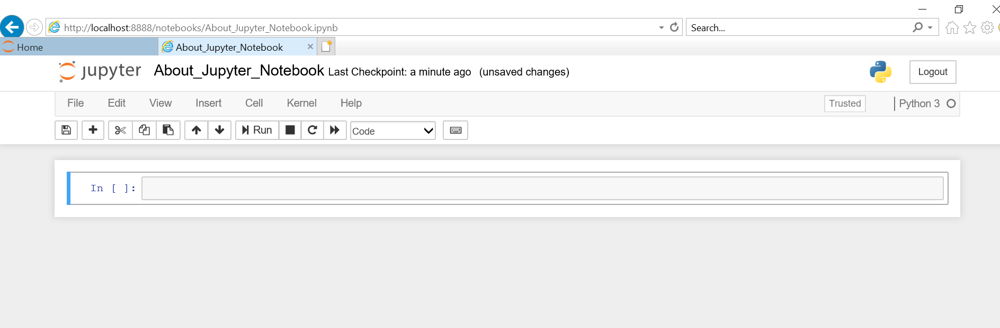 http://localhost:8888/notebooks/About_Jupyter_Notebook.ipynb Search...
Home About_Jupyter_Notebook
jupyter About_Jupyter_Notebook Last Checkpoint: a minute ago (unsaved changes) Logout
File Edit View Insert Cell Kernel Help Trusted Python 3
Run Code
In [ ]: